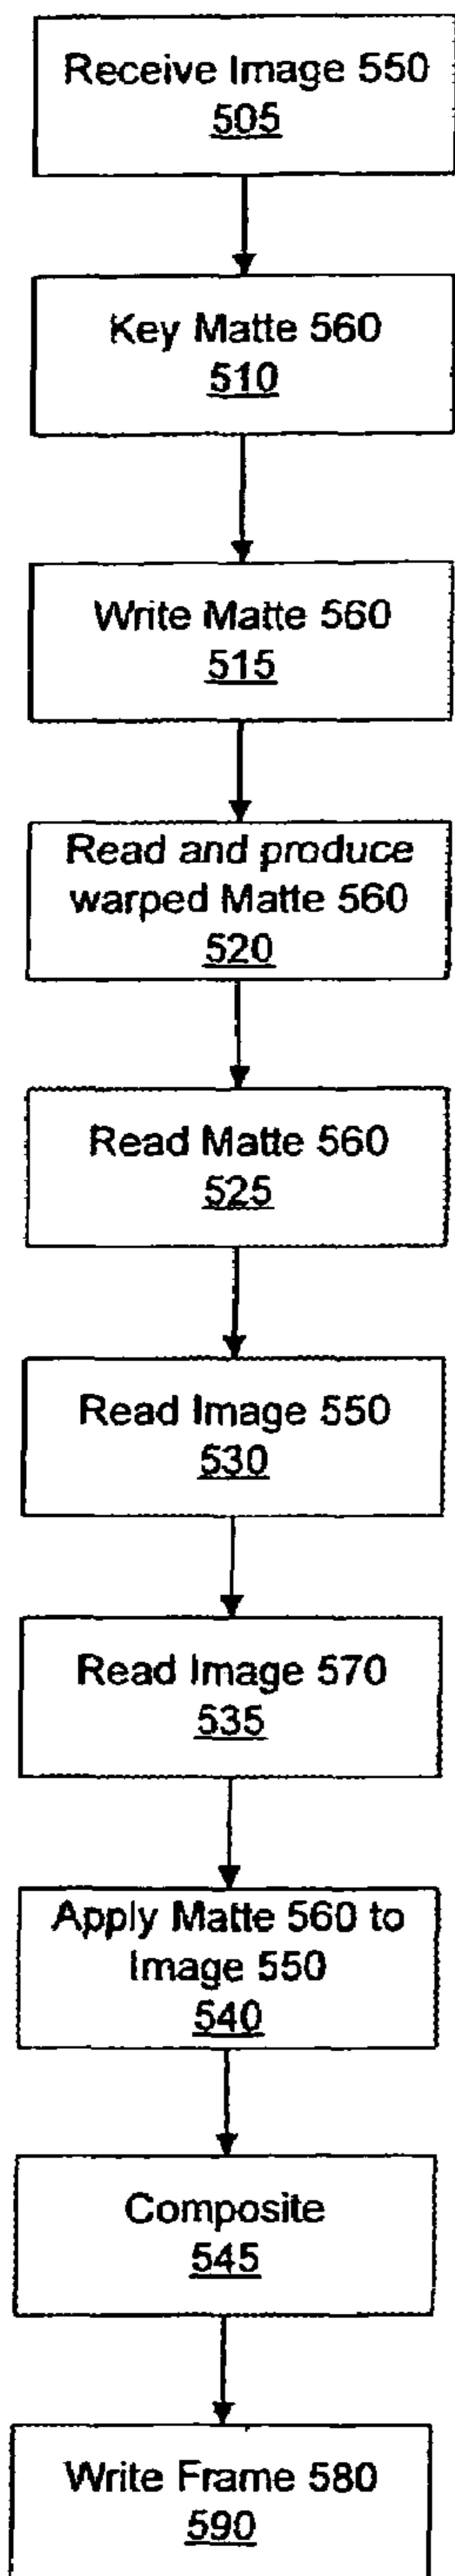 Receive Image 550
505
Key Matte 560
510
Write Matte 560
515
Read and produce
warped Matte 560
520
Read Matte 560
525
Read Image 550
530
Read Image 570
535
Apply Matte 560 to
Image 550
540
Composite
545
Write Frame 580
590